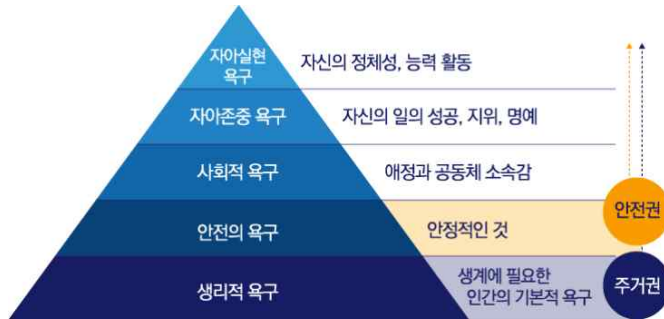 자아실현
욕구
자신의 정체성, 능력 활동
자아존중 욕구
자신의 일의 성공, 지위, 명예
사회적 욕구
애정과 공동체 소속감
안전의 욕구
안정적인 것
안전권
생리적 욕구
생계에 필요한
인간의 기본적 욕구
주거권